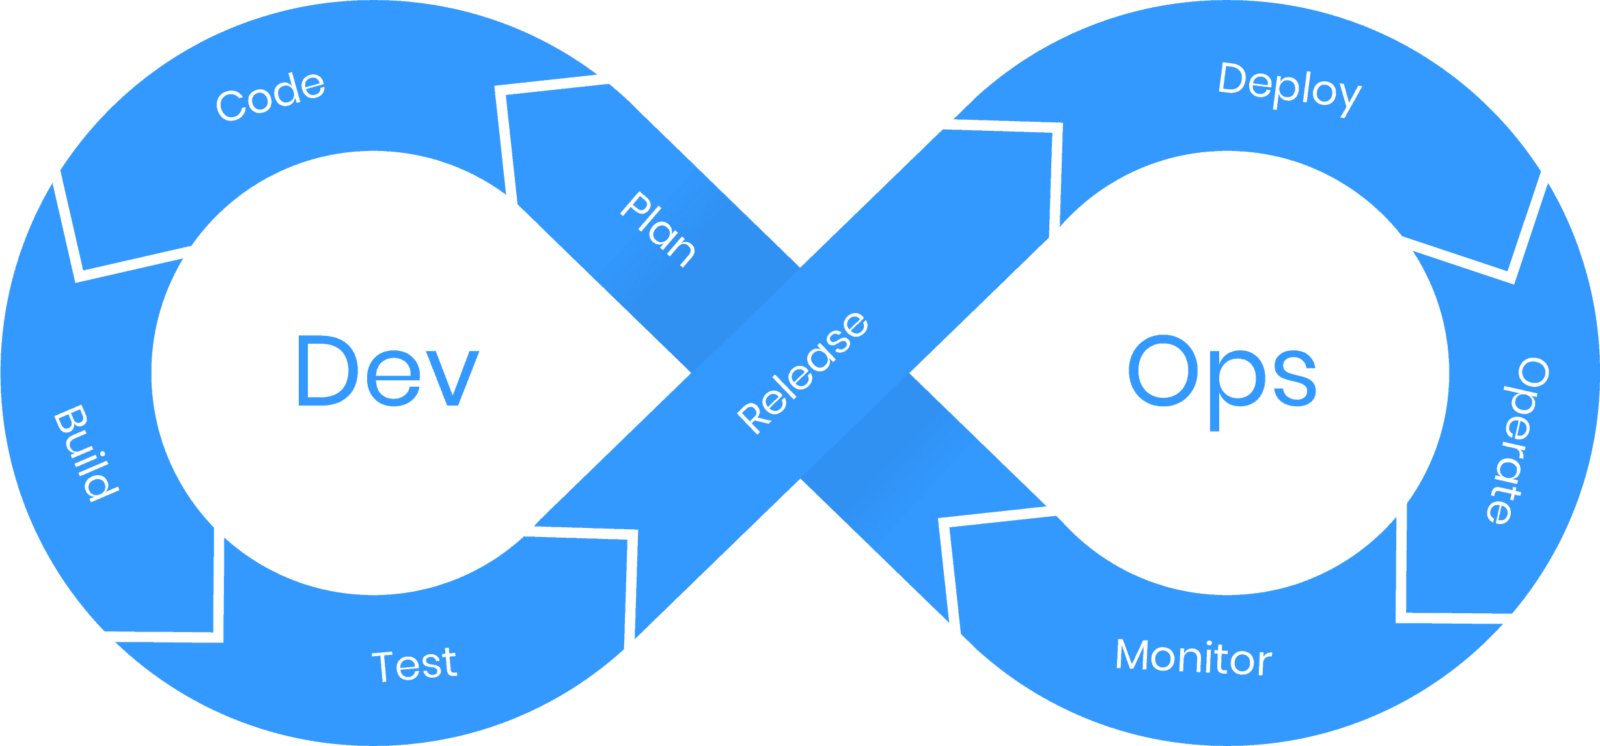 Code
Plan
Build
Test
Dev
Release
Deploy
Ops
Operate
Monitor